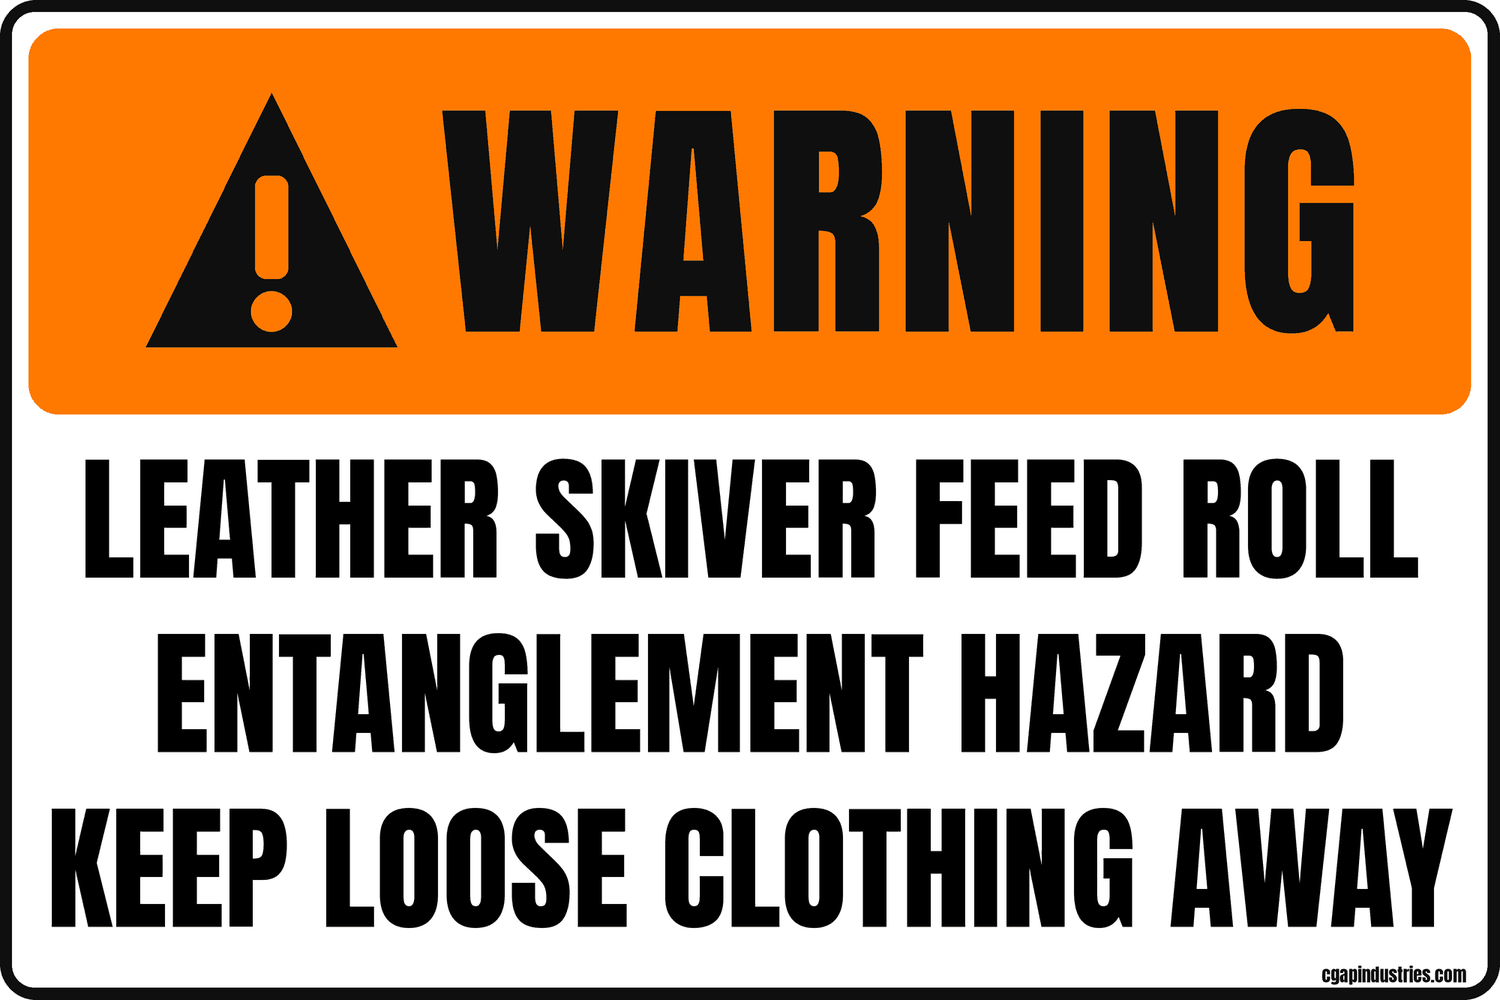 WARNING
LEATHER SKIVER FEED ROLL
ENTANGLEMENT HAZARD
KEEP LOOSE CLOTHING AWAY
cgapindustries.com